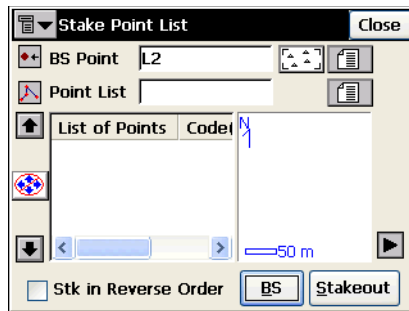 Stake Point List Close
BS Point L2
Point List
List of Points Code(
N
50 m
Stk in Reverse Order BS Stakeout